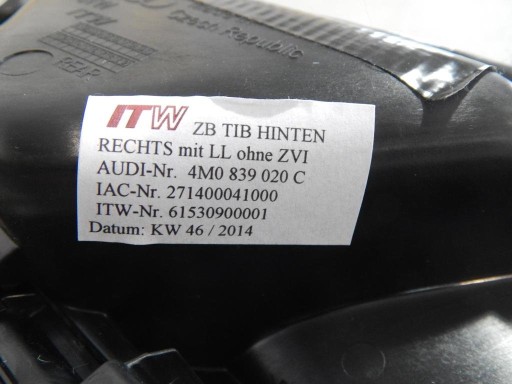 Czech Republic
ITW
ITW ZB TIB HINTEN
RECHTS mit LL ohne ZVI
AUDI-Nr. 4M0 839 020 C
IAC-Nr. 271400041000
ITW-Nr. 61530900001
Datum: KW 46 / 2014